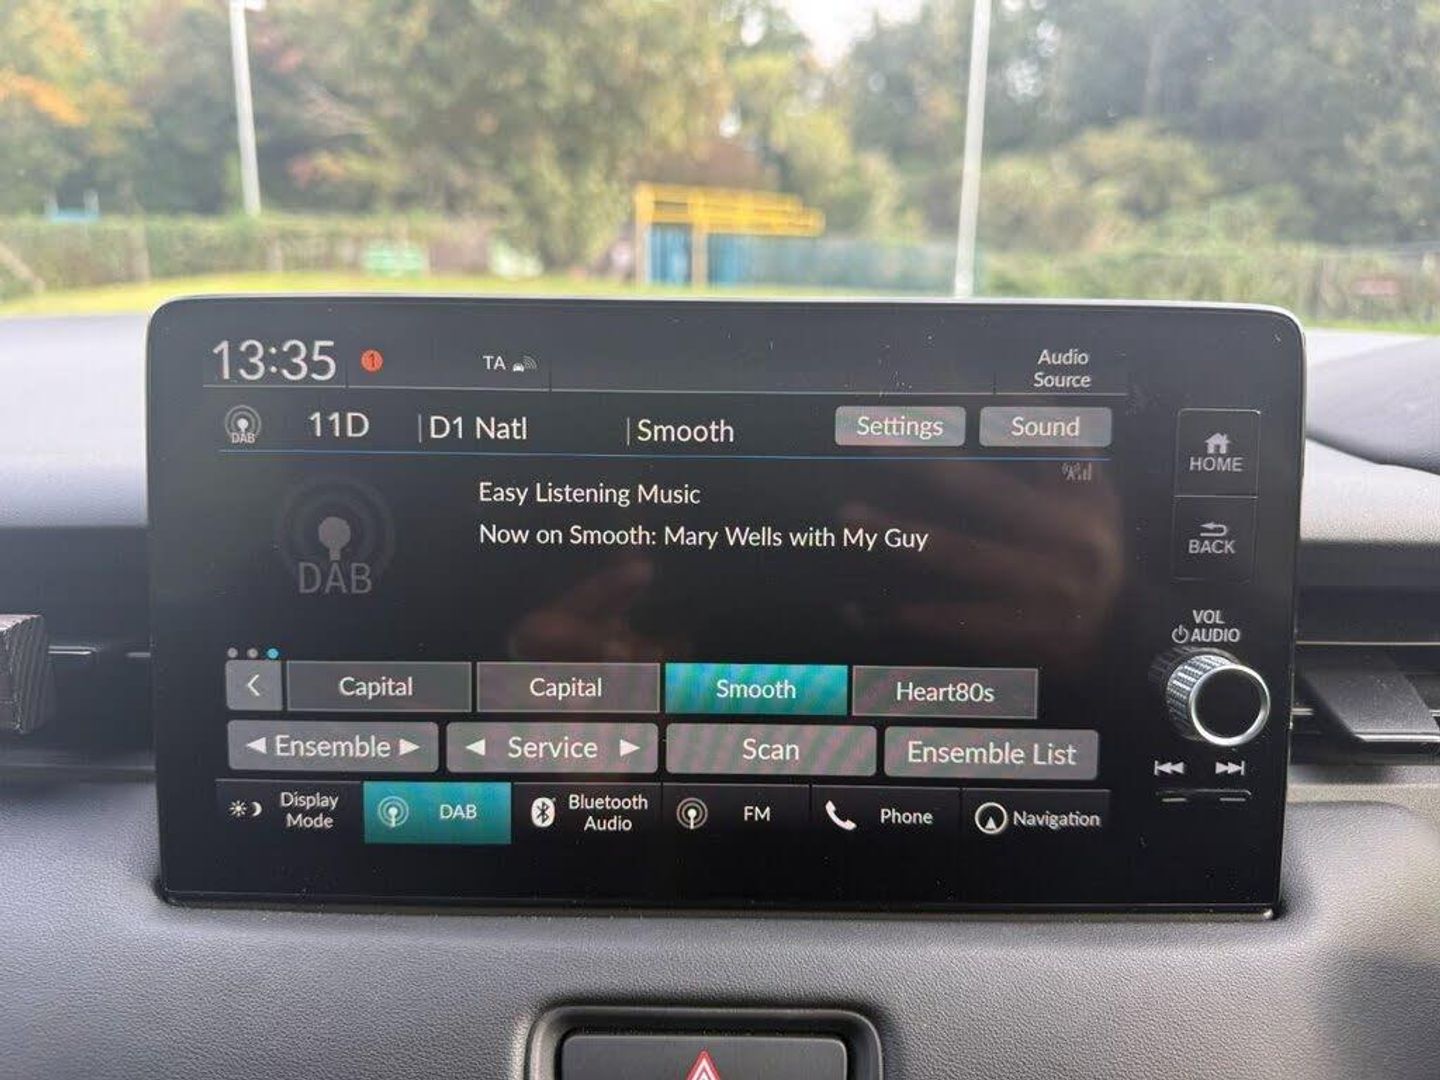 13:35 1 TA Audio
Source
DAB 11D D1 Natl Smooth Settings Sound
Easy Listening Music
Now on Smooth: Mary Wells with My Guy
DAB
HOME
BACK
VOL
AUDIO
Capital Capital Smooth Heart80s
Ensemble Service Scan Ensemble List
Display
Mode
DAB
Bluetooth
Audio
FM
Phone
Navigation